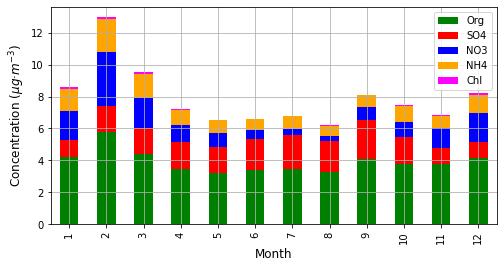 Concentration (μg·m⁻³)
12
10
8
6
4
2
0
Org
SO4
NO3
NH4
Chl
1 2 3 4 5 6 7 8 9 10 11 12
Month